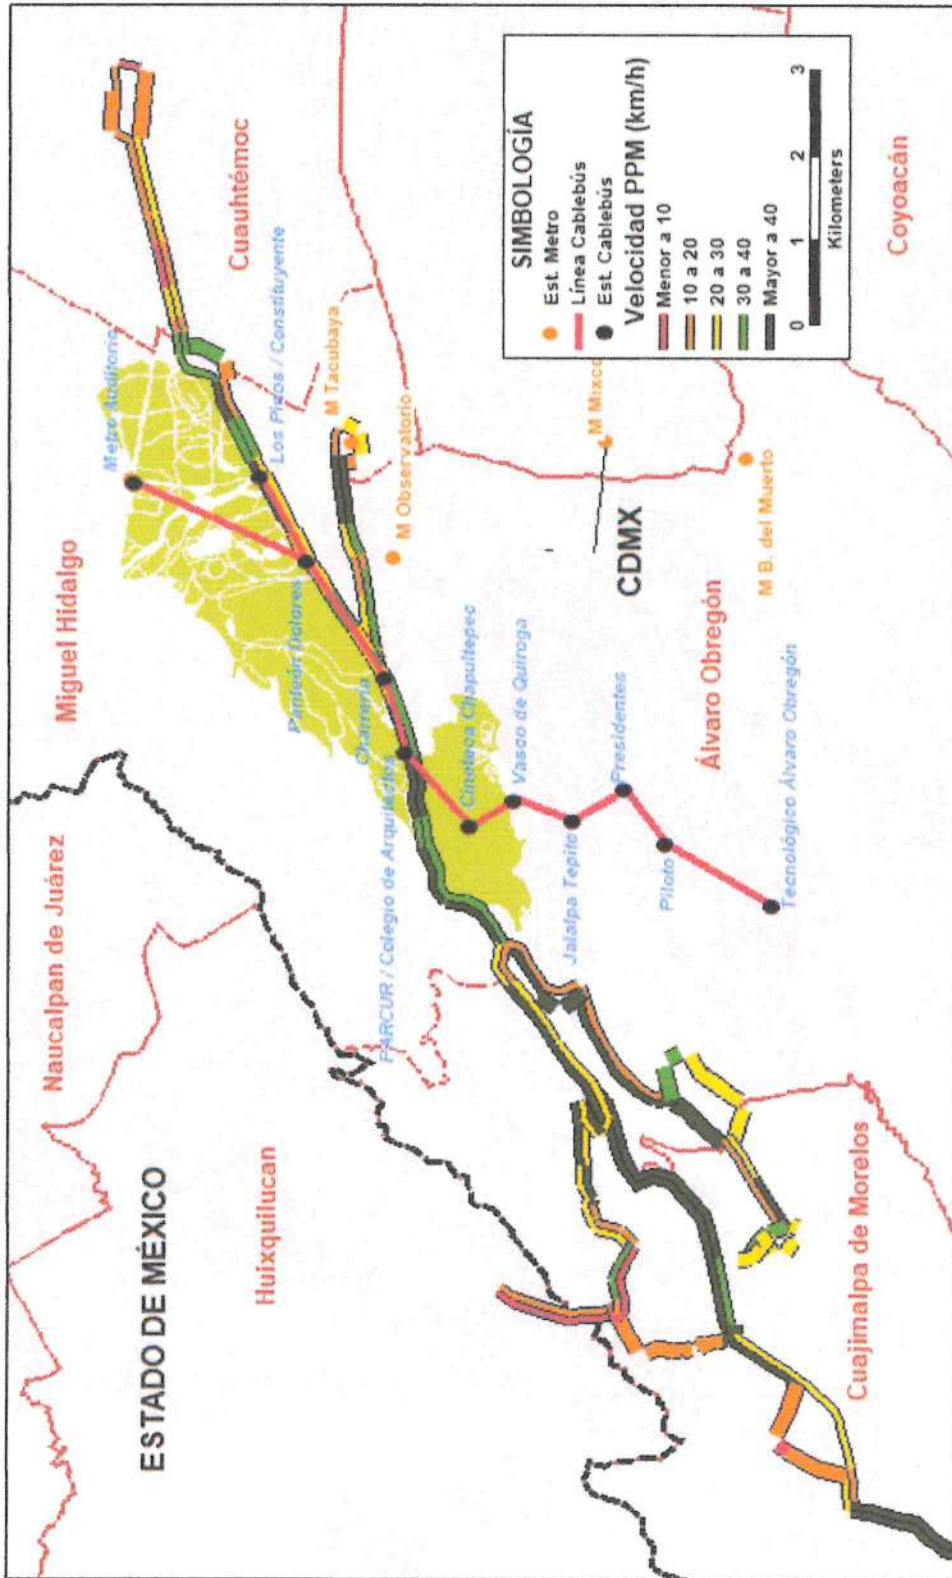 SIMBOLOGÍA
Est. Metro
Línea Cablebús
Est. Cablebús
Velocidad PPM (km/h)
Menor a 10
10 a 20
20 a 30
30 a 40
Mayor a 40
0 1 2 3
Kilometers
ESTADO DE MÉXICO
Naucalpan de Juárez
Huixquilucan
Miguel Hidalgo
Cuauhtémoc
Metro Auditorio
Los Pinos / Constituyente
Panteón Dolores
Charrería
PARCUR / Colegio de Arquitectos
Cineteca Chapultepec
Vasco de Quiroga
Jalalpa Tepito
Presidentes
Piloto
Tecnológico Álvaro Obregón
M Tacubaya
M Observatorio
M Mixco
M B. del Muerto
CDMX
Álvaro Obregón
Coyoacán
Cuajimalpa de Morelos